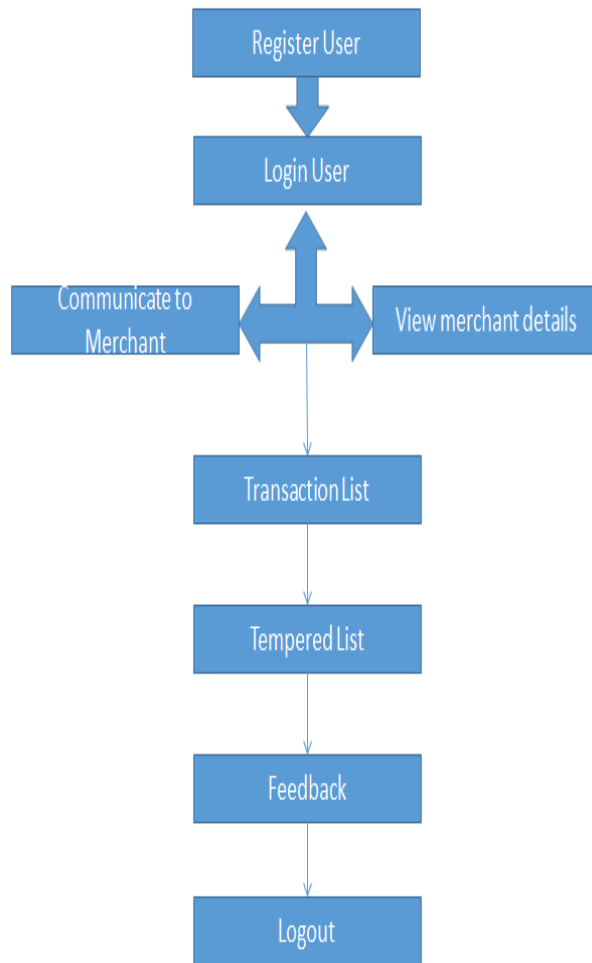 Register User
Login User
Communicate to
Merchant
View merchant details
Transaction List
Tempered List
Feedback
Logout